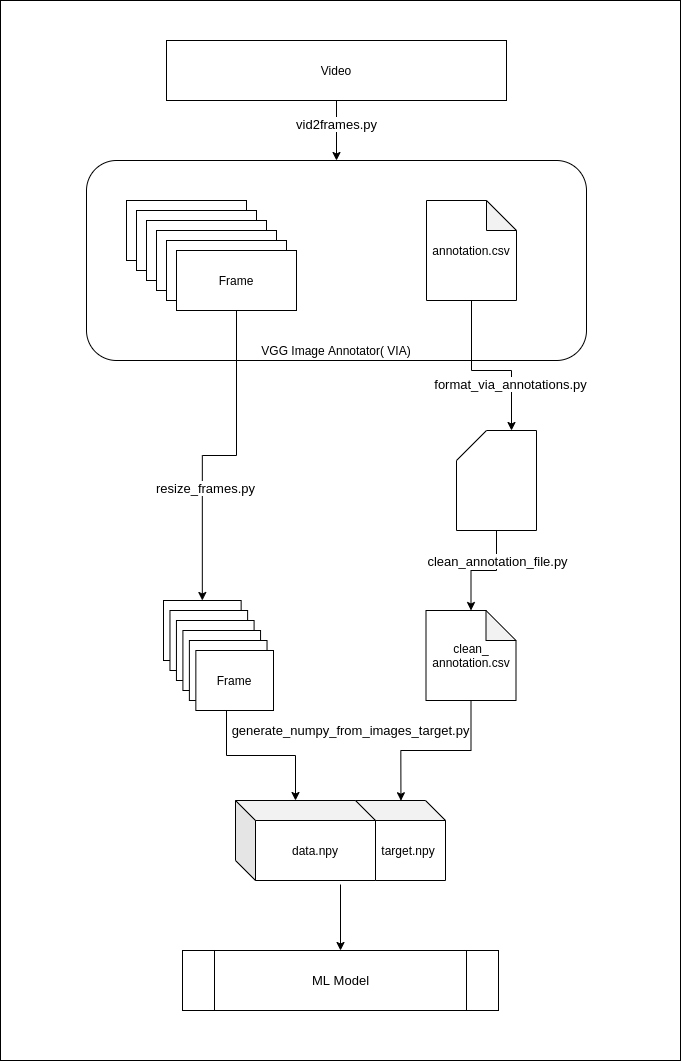 Video
vid2frames.py
Frame
annotation.csv
VGG Image Annotator( VIA)
format_via_annotations.py
resize_frames.py
clean_annotation_file.py
clean_
annotation.csv
Frame
generate_numpy_from_images_target.py
data.npy
target.npy
ML Model